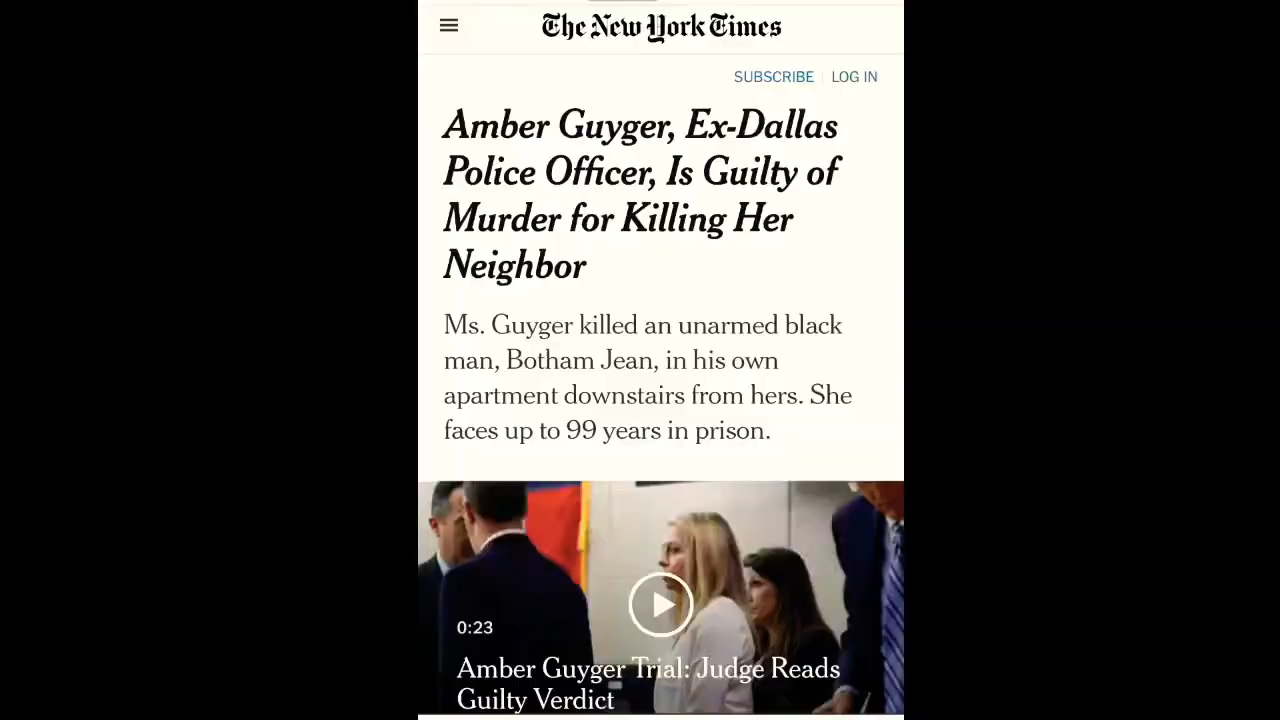 The New York Times
SUBSCRIBE | LOG IN
Amber Guyger, Ex-Dallas
Police Officer, Is Guilty of
Murder for Killing Her
Neighbor
Ms. Guyger killed an unarmed black
man, Botham Jean, in his own
apartment downstairs from hers. She
faces up to 99 years in prison.
0:23
Amber Guyger Trial: Judge Reads
Guilty Verdict